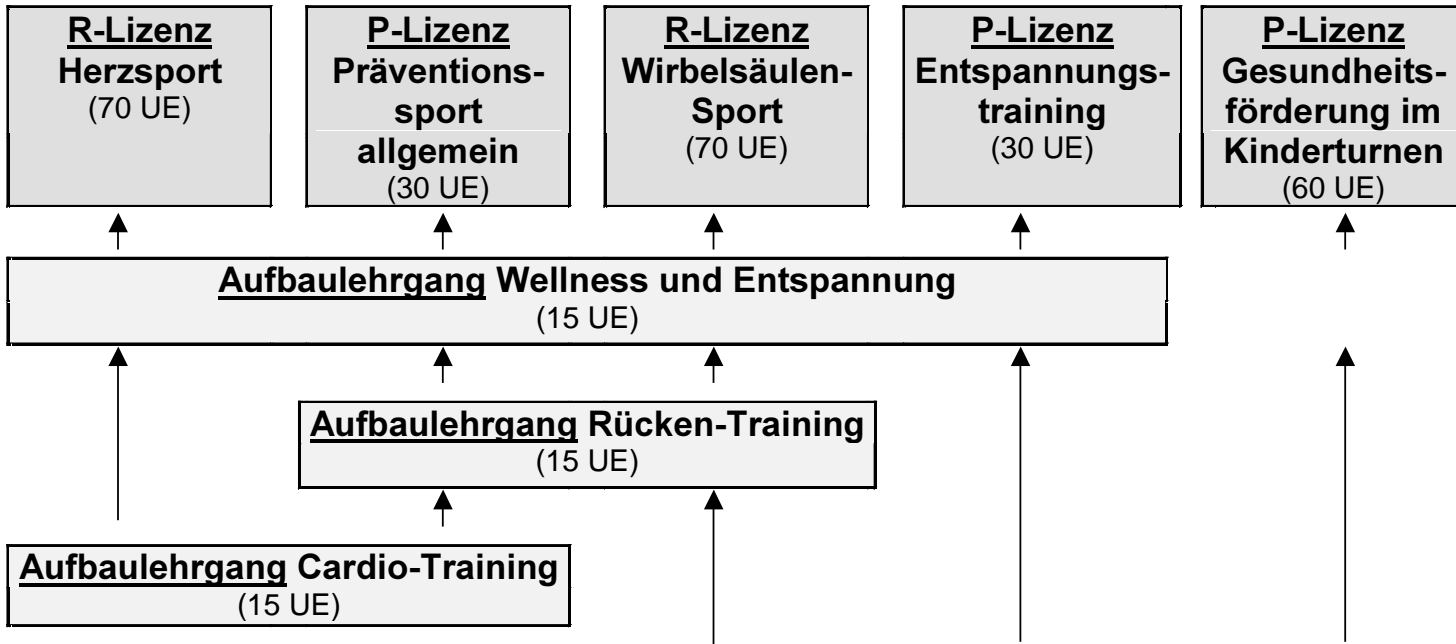 R-Lizenz
Herzsport
(70 UE)
P-Lizenz
Präventions-
sport
allgemein
(30 UE)
R-Lizenz
Wirbelsäulen-
Sport
(70 UE)
P-Lizenz
Entspannungs-
training
(30 UE)
P-Lizenz
Gesundheits-
förderung im
Kinderturnen
(60 UE)
Aufbaulehrgang Wellness und Entspannung
(15 UE)
Aufbaulehrgang Rücken-Training
(15 UE)
Aufbaulehrgang Cardio-Training
(15 UE)